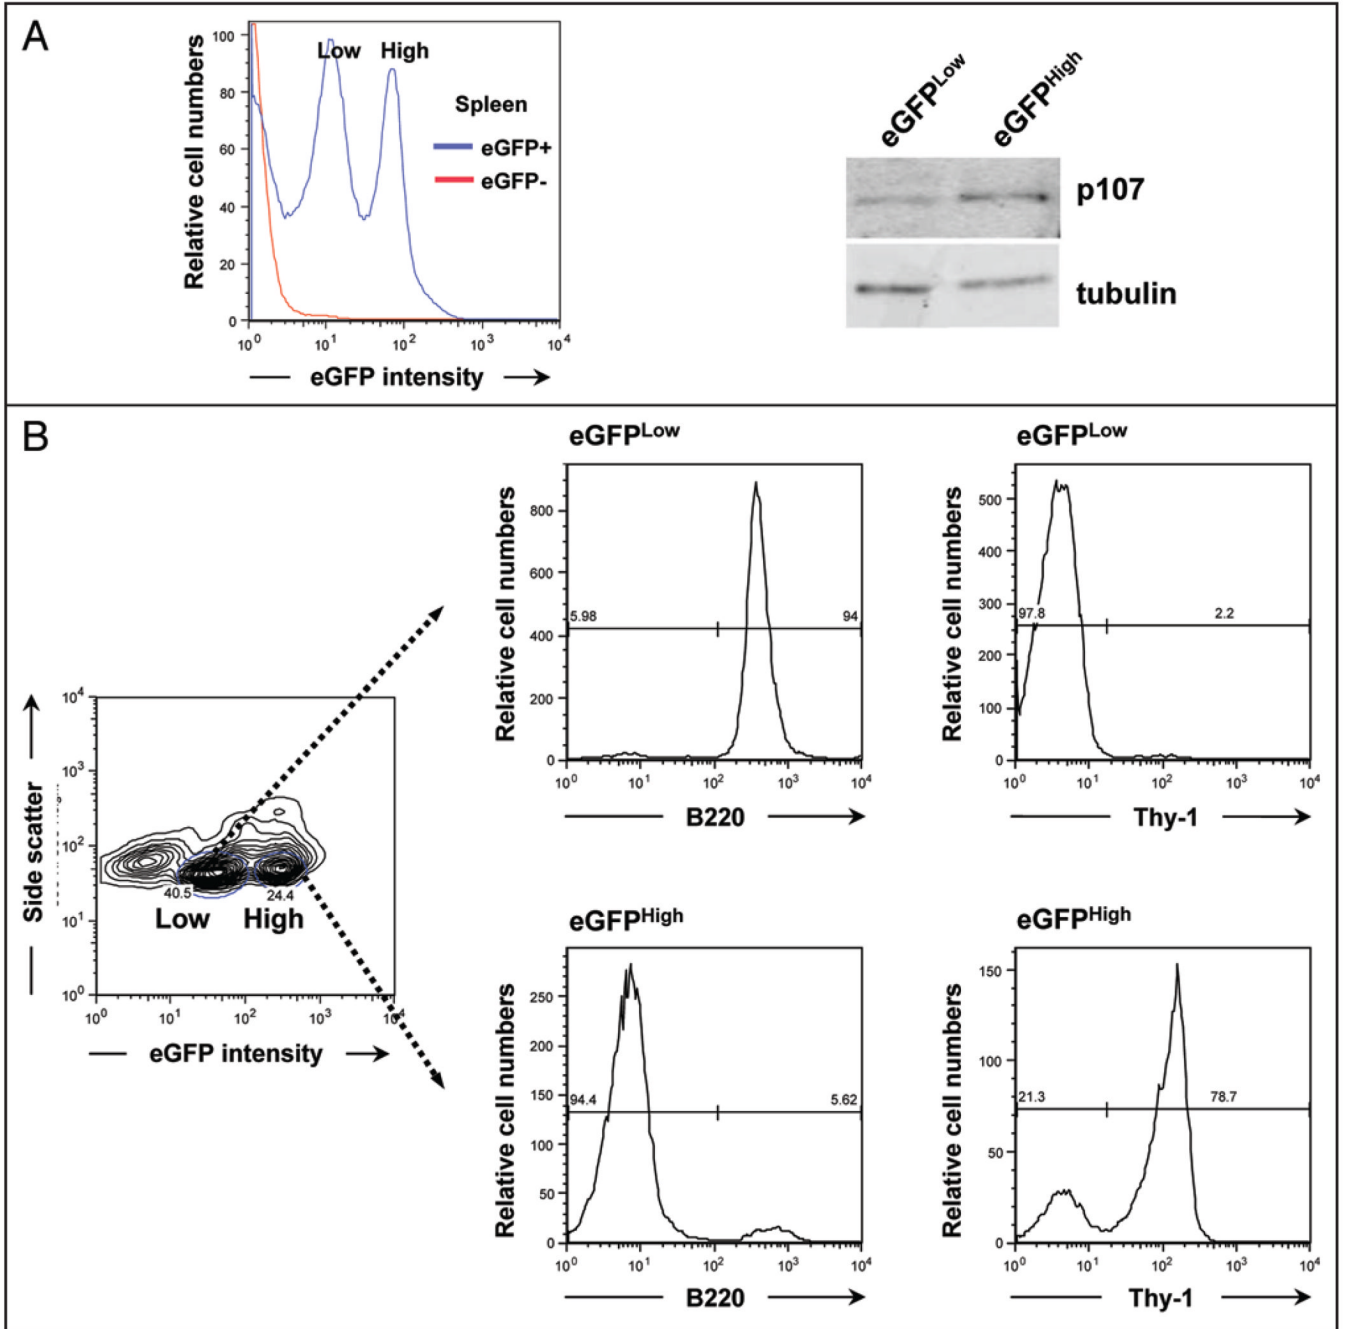 A
Relative cell numbers
100
80
60
40
20
0
Low High
Spleen
eGFP+
eGFP-
10^0 10^1 10^2 10^3 10^4
eGFP intensity
eGFP^Low eGFP^High
p107
tubulin
B
Side scatter
10^4
10^3
10^2
10^1
10^0
40.5 24.4
Low High
10^0 10^1 10^2 10^3 10^4
eGFP intensity
eGFP^Low
Relative cell numbers
800
600
400
200
0
5.98 94
10^0 10^1 10^2 10^3 10^4
B220
eGFP^Low
Relative cell numbers
500
400
300
200
100
0
97.8 2.2
10^0 10^1 10^2 10^3 10^4
Thy-1
eGFP^High
Relative cell numbers
250
200
150
100
50
0
94.4 5.62
10^0 10^1 10^2 10^3 10^4
B220
eGFP^High
Relative cell numbers
150
100
50
0
21.3 78.7
10^0 10^1 10^2 10^3 10^4
Thy-1